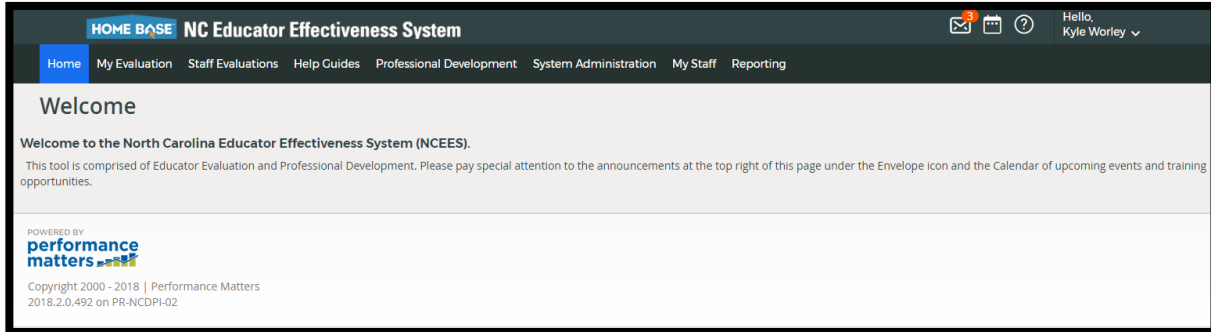 HOME BASE NC Educator Effectiveness System
3
Hello,
Kyle Worley
Home My Evaluation Staff Evaluations Help Guides Professional Development System Administration My Staff Reporting
Welcome
Welcome to the North Carolina Educator Effectiveness System (NCEES).
This tool is comprised of Educator Evaluation and Professional Development. Please pay special attention to the announcements at the top right of this page under the Envelope icon and the Calendar of upcoming events and training
opportunities.
POWERED BY
performance
matters
Copyright 2000 - 2018 | Performance Matters
2018.2.0.492 on PR-NCDPI-02